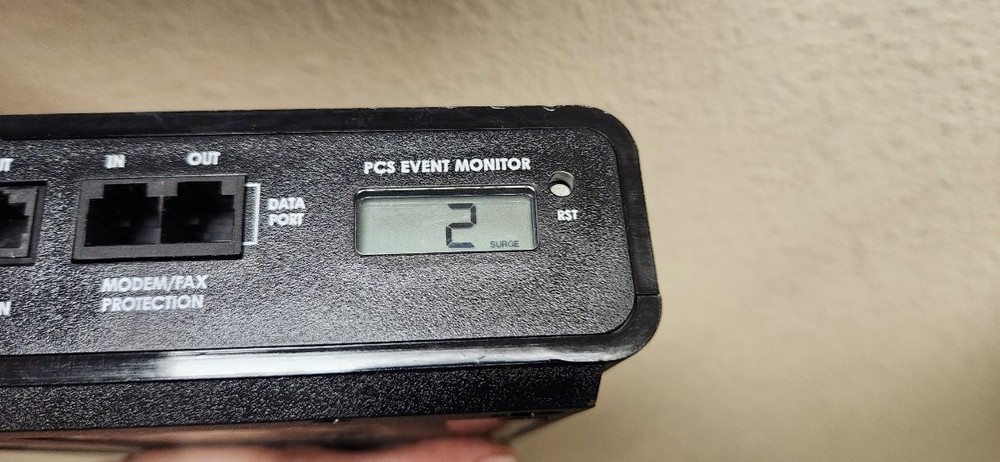 IN OUT
DATA
PORT
MODEM/FAX
PROTECTION
PCS EVENT MONITOR
2 SURGE
RST